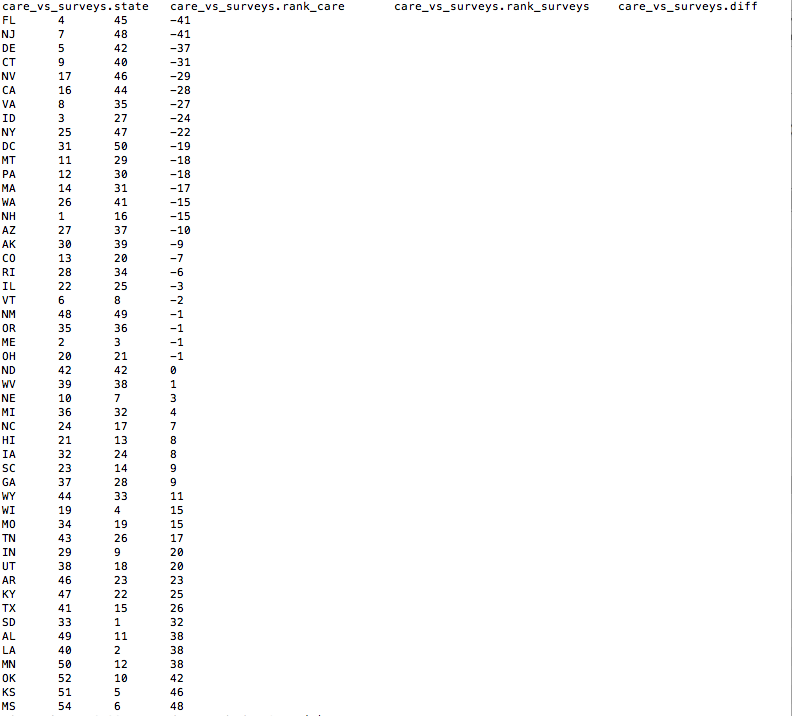 care_vs_surveys.state care_vs_surveys.rank_care care_vs_surveys.rank_surveys care_vs_surveys.diff
FL 4 45 -41
NJ 7 48 -41
DE 5 42 -37
CT 9 40 -31
NV 17 46 -29
CA 16 44 -28
VA 8 35 -27
ID 3 27 -24
NY 25 47 -22
DC 31 50 -19
MT 11 29 -18
PA 12 30 -18
MA 14 31 -17
WA 26 41 -15
NH 1 16 -15
AZ 27 37 -10
AK 30 39 -9
CO 13 20 -7
RI 28 34 -6
IL 22 25 -3
VT 6 8 -2
NM 48 49 -1
OR 35 36 -1
ME 2 3 -1
OH 20 21 -1
ND 42 42 0
WV 39 38 1
NE 10 7 3
MI 36 32 4
NC 24 17 7
HI 21 13 8
IA 32 24 8
SC 23 14 9
GA 37 28 9
WY 44 33 11
WI 19 4 15
MO 34 19 15
TN 43 26 17
IN 29 9 20
UT 38 18 20
AR 46 23 23
KY 47 22 25
TX 41 15 26
SD 33 1 32
AL 49 11 38
LA 40 2 38
MN 50 12 38
OK 52 10 42
KS 51 5 46
MS 54 6 48